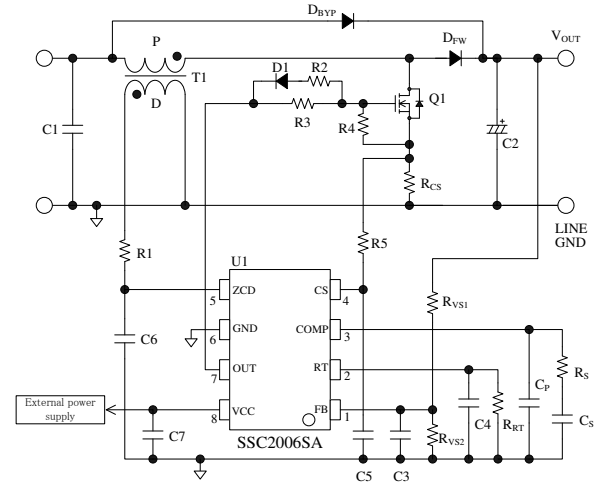 DBYP
DFW
VOUT
P
T1
D
D1
R2
R3
R4
Q1
C1
C2
RCS
LINE
GND
R1
R5
U1
ZCD
CS
5
4
RVS1
GND
COMP
6
3
C6
OUT
RT
7
2
RS
CP
External power
supply
VCC
FB
8
1
C4
RRT
CS
C7
SSC2006SA
RVS2
C5
C3